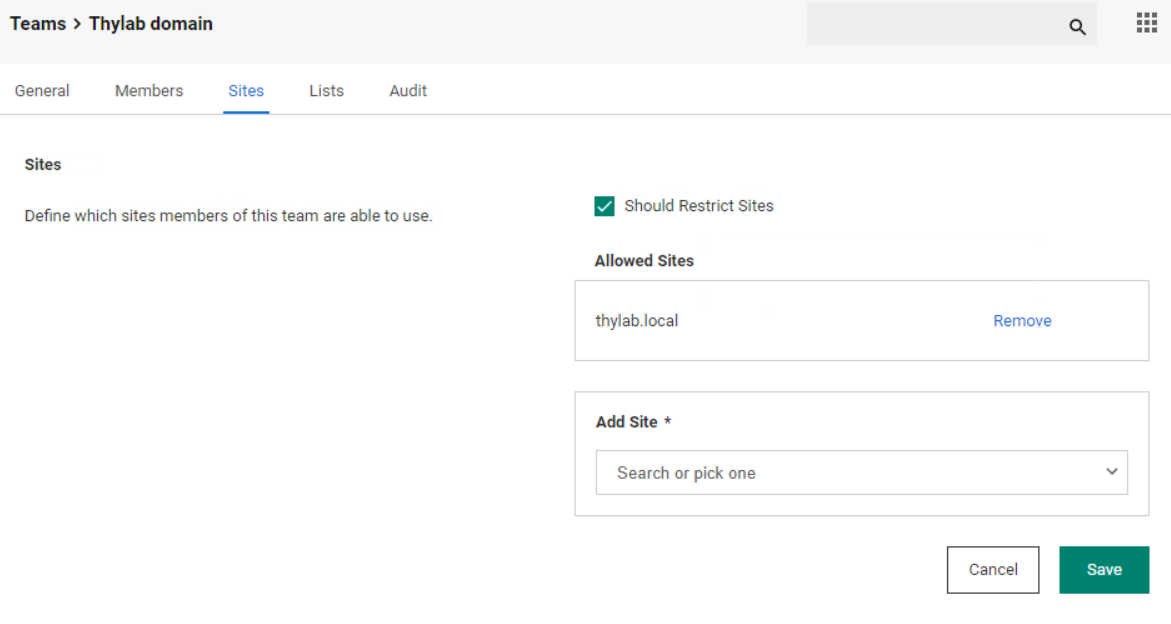 Teams > Thylab domain
General Members Sites Lists Audit
Sites
Define which sites members of this team are able to use.
Should Restrict Sites
Allowed Sites
thylab.local Remove
Add Site *
Search or pick one
Cancel Save